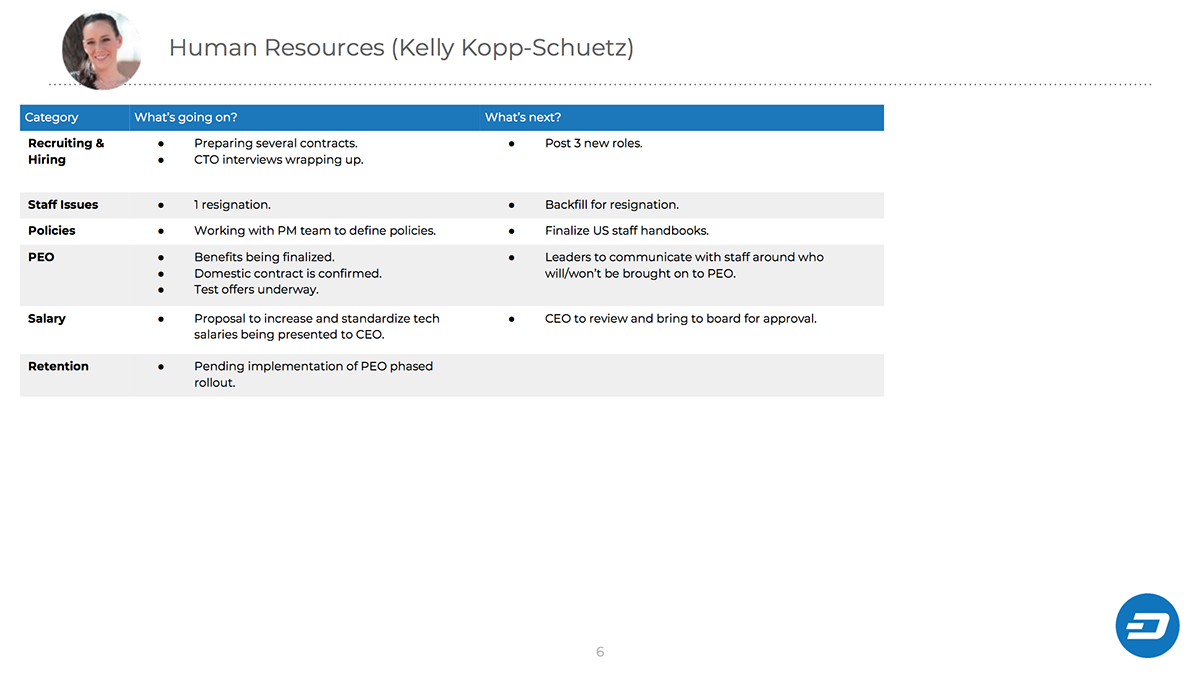 Human Resources (Kelly Kopp-Schuetz)
Category What's going on? What's next?
Recruiting & Hiring
● Preparing several contracts.
● CTO interviews wrapping up.
● Post 3 new roles.
Staff Issues
● 1 resignation.
● Backfill for resignation.
Policies
● Working with PM team to define policies.
● Finalize US staff handbooks.
PEO
● Benefits being finalized.
● Domestic contract is confirmed.
● Test offers underway.
● Leaders to communicate with staff around who
will/won't be brought on to PEO.
Salary
● Proposal to increase and standardize tech
salaries being presented to CEO.
● CEO to review and bring to board for approval.
Retention
● Pending implementation of PEO phased
rollout.
6